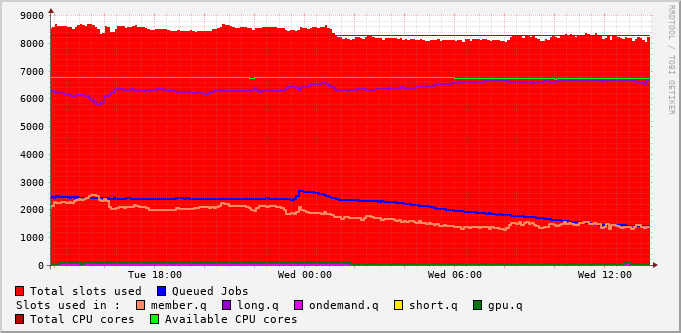 9000
8000
7000
6000
5000
4000
3000
2000
1000
0
Tue 18:00 Wed 00:00 Wed 06:00 Wed 12:00
RRDTOOL / TOBI OETIKER
Total slots used Queued Jobs
Slots used in : member.q long.q ondemand.q short.q gpu.q
Total CPU cores Available CPU cores